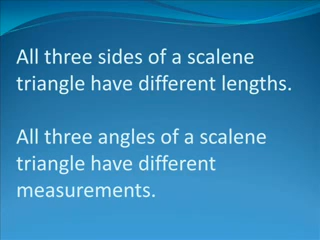 All three sides of a scalene
triangle have different lengths.
All three angles of a scalene
triangle have different
measurements.